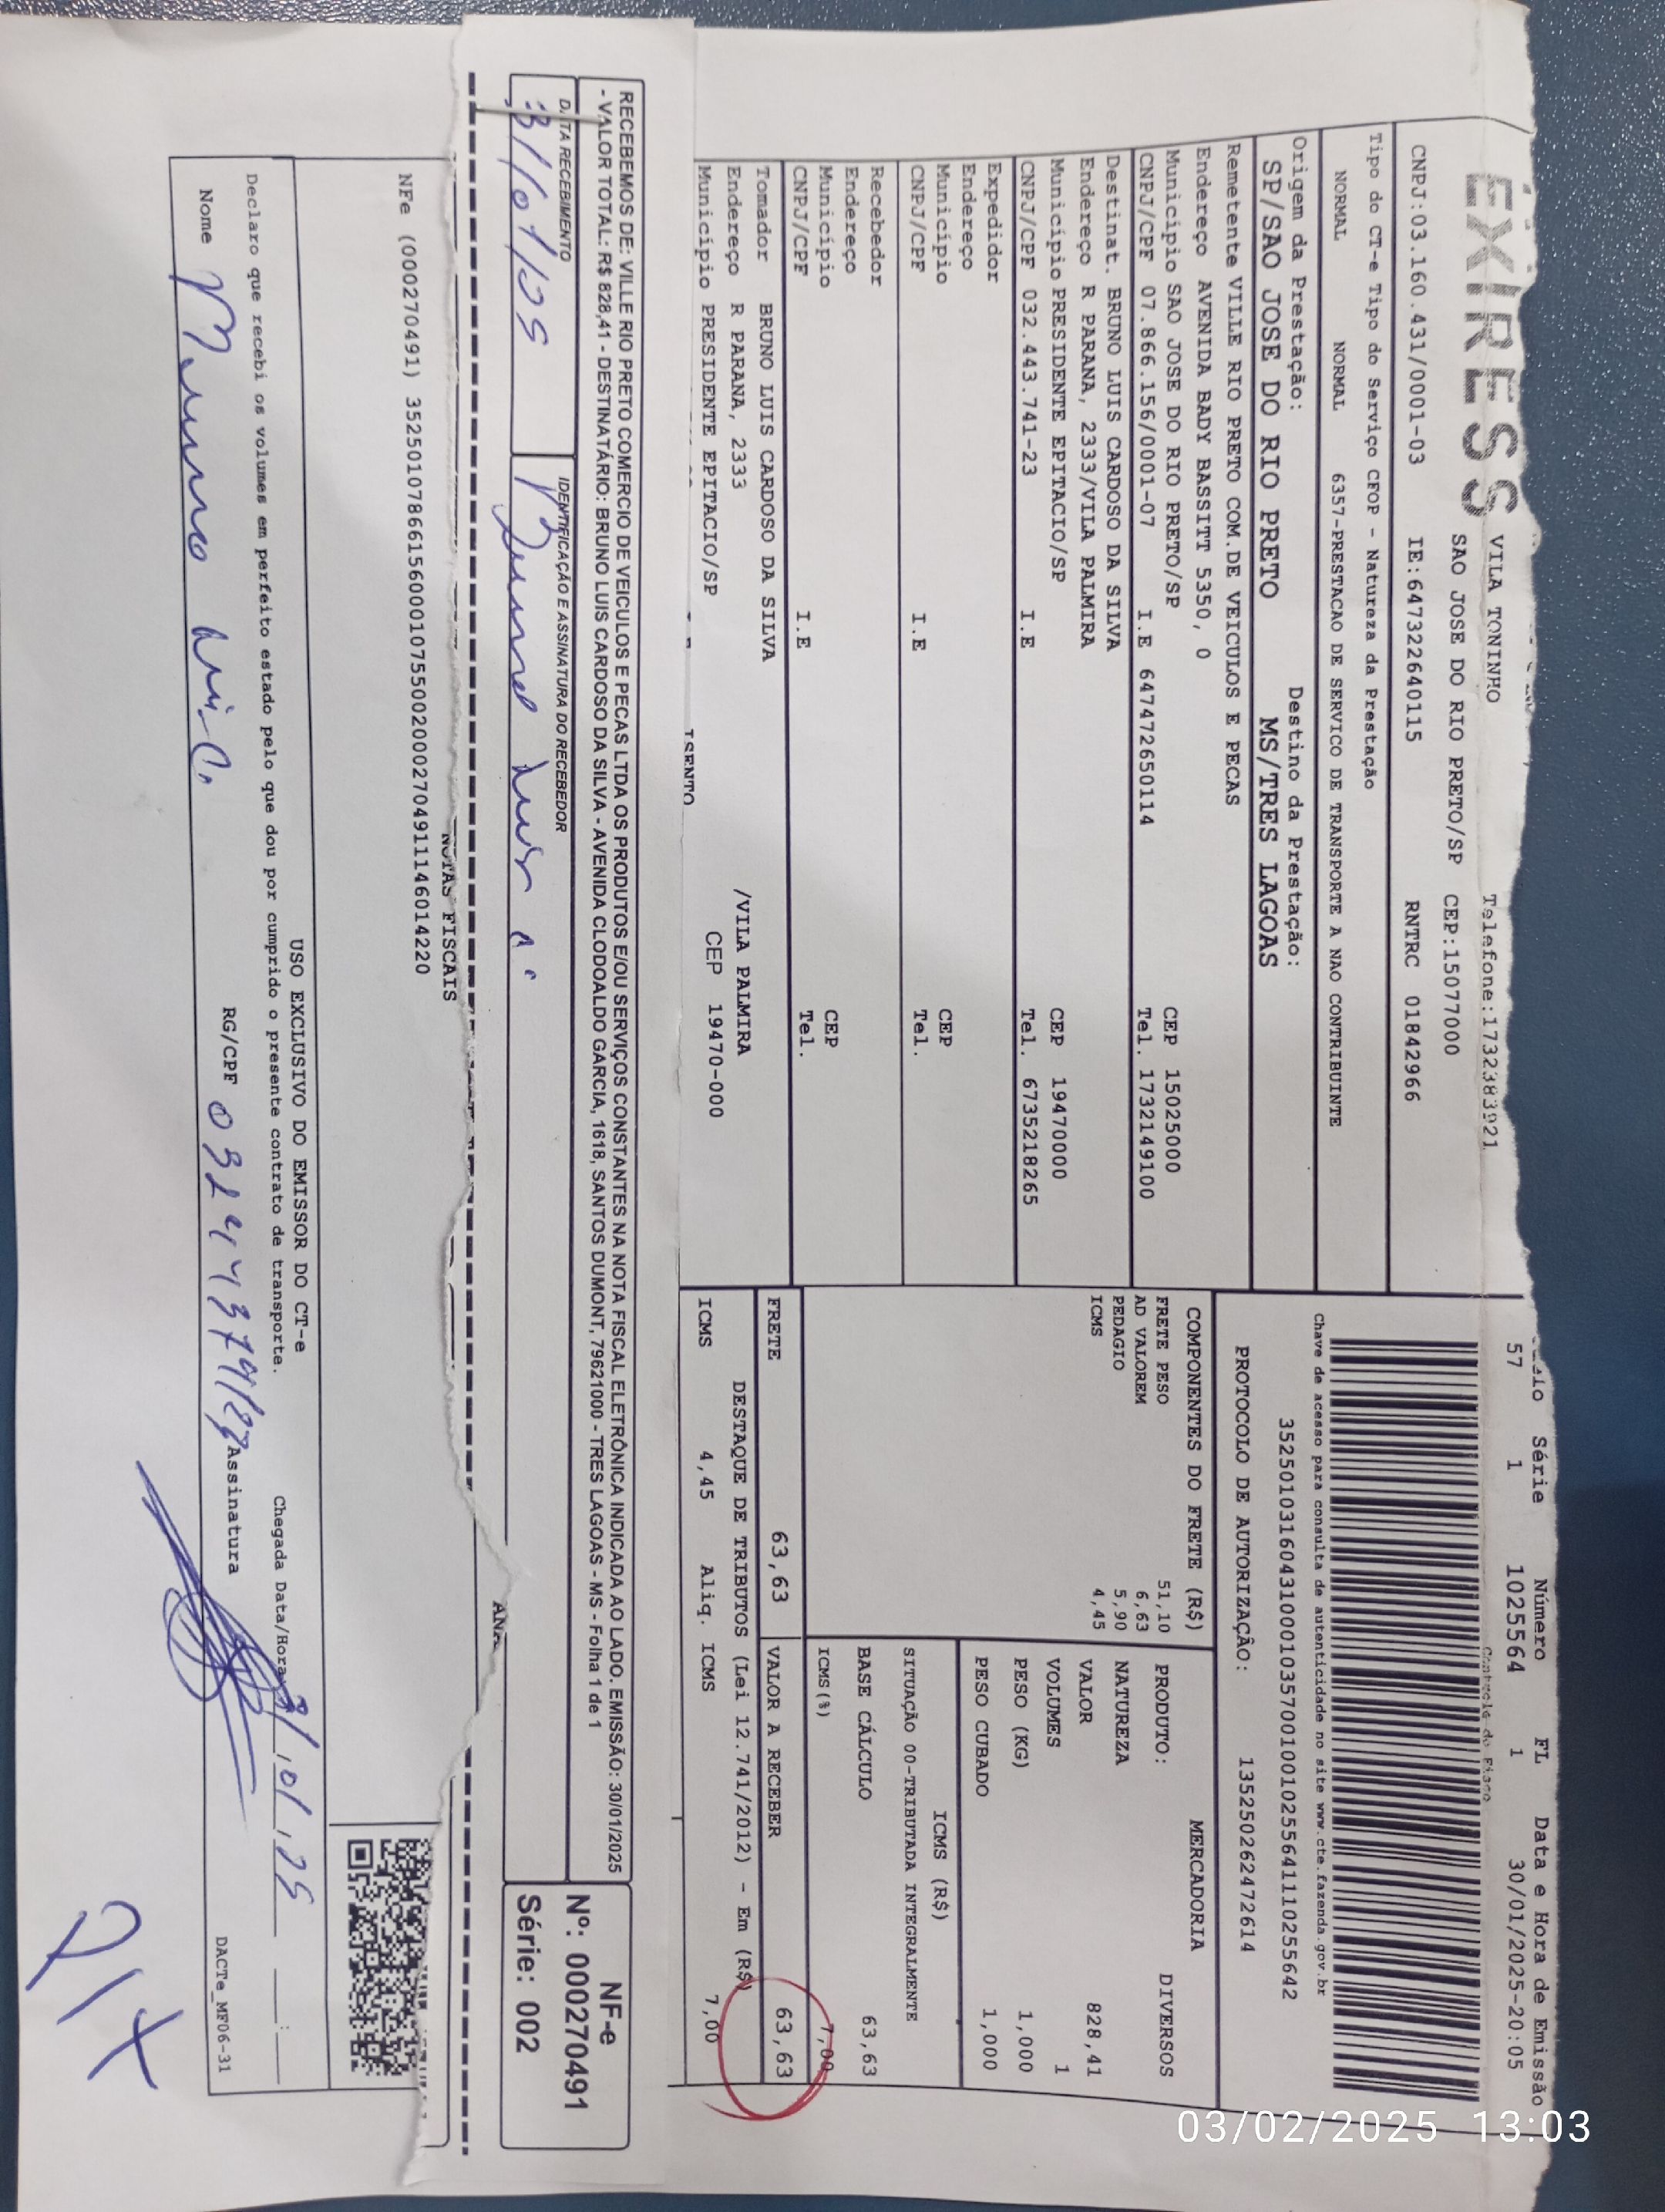 EXPRESS
VILA TONINHO Telefone:1732383921
SAO JOSE DO RIO PRETO/SP CEP:15077000
CNPJ:03.160.431/0001-03 IE:647322640115 RNTRC 01842966
Tipo do CT-e Tipo do Serviço CFOP - Natureza da Prestação
NORMAL NORMAL 6357-PRESTACAO DE SERVICO DE TRANSPORTE A NAO CONTRIBUINTE
Origem da Prestação: Destino da Prestação:
SP/SAO JOSE DO RIO PRETO MS/TRES LAGOAS
Série Número FL Data e Hora de Emissão
57 1 102556 4 1 30/01/2025-20:05
Controle do Fisco
Chave de acesso para consulta de autenticidade no site www.cte.fazenda.gov.br
35250103160431000103570010010255641110255642
PROTOCOLO DE AUTORIZAÇÃO: 135250262472614
Remetente VILLE RIO PRETO COM.DE VEICULOS E PECAS
Endereço AVENIDA BADY BASSITT 5350, 0
Município SAO JOSE DO RIO PRETO/SP CEP 15025000
CNPJ/CPF 07.866.156/0001-07 I.E 647472650114 Tel. 1732149100
Destinat. BRUNO LUIS CARDOSO DA SILVA
Endereço R PARANA, 2333/VILA PALMIRA
Município PRESIDENTE EPITACIO/SP CEP 19470000
CNPJ/CPF 032.443.741-23 I.E Tel. 6735218265
Expedidor
Endereço
Município CEP
CNPJ/CPF I.E Tel.
Recebedor
Endereço
Município CEP
CNPJ/CPF I.E Tel.
Tomador BRUNO LUIS CARDOSO DA SILVA
Endereço R PARANA, 2333 /VILA PALMIRA
Município PRESIDENTE EPITACIO/SP CEP 19470-000
ISENTO
COMPONENTES DO FRETE (R$)
FRETE PESO 51,10
AD VALOREM 6,63
PEDAGIO 5,90
ICMS 4,45
MERCADORIA
PRODUTO: DIVERSOS
NATUREZA
VALOR 828,41
VOLUMES 1
PESO (KG) 1,000
PESO CUBADO 1,000
ICMS (R$)
SITUAÇÃO 00-TRIBUTADA INTEGRALMENTE
BASE CÁLCULO 63,63
ICMS(%) 7,00
FRETE 63,63 VALOR A RECEBER 63,63
DESTAQUE DE TRIBUTOS (Lei 12.741/2012) - Em (R$)
ICMS 4,45 Aliq. ICMS 7,00
RECEBEMOS DE: VILLE RIO PRETO COMERCIO DE VEICULOS E PECAS LTDA OS PRODUTOS E/OU SERVIÇOS CONSTANTES NA NOTA FISCAL ELETRÔNICA INDICADA AO LADO. EMISSÃO: 30/01/2025
- VALOR TOTAL: R$ 828,41 - DESTINATÁRIO: BRUNO LUIS CARDOSO DA SILVA - AVENIDA CLODOALDO GARCIA, 1618, SANTOS DUMONT, 79621000 - TRES LAGOAS - MS - Folha 1 de 1
DATA RECEBIMENTO IDENTIFICAÇÃO E ASSINATURA DO RECEBEDOR
31/01/25 Bruno Luis C.
NF-e
Nº: 000270491
Série: 002
NOTAS FISCAIS
NFe (000270491) 35250107866156000107550020002704911146014220
USO EXCLUSIVO DO EMISSOR DO CT-e
Declaro que recebi os volumes em perfeito estado pelo que dou por cumprido o presente contrato de transporte. Chegada Data/Hora 31/01/25 __:__
Nome Bruno Luis C. RG/CPF Assinatura
DACTe_MF06-31
03/02/2025 13:03